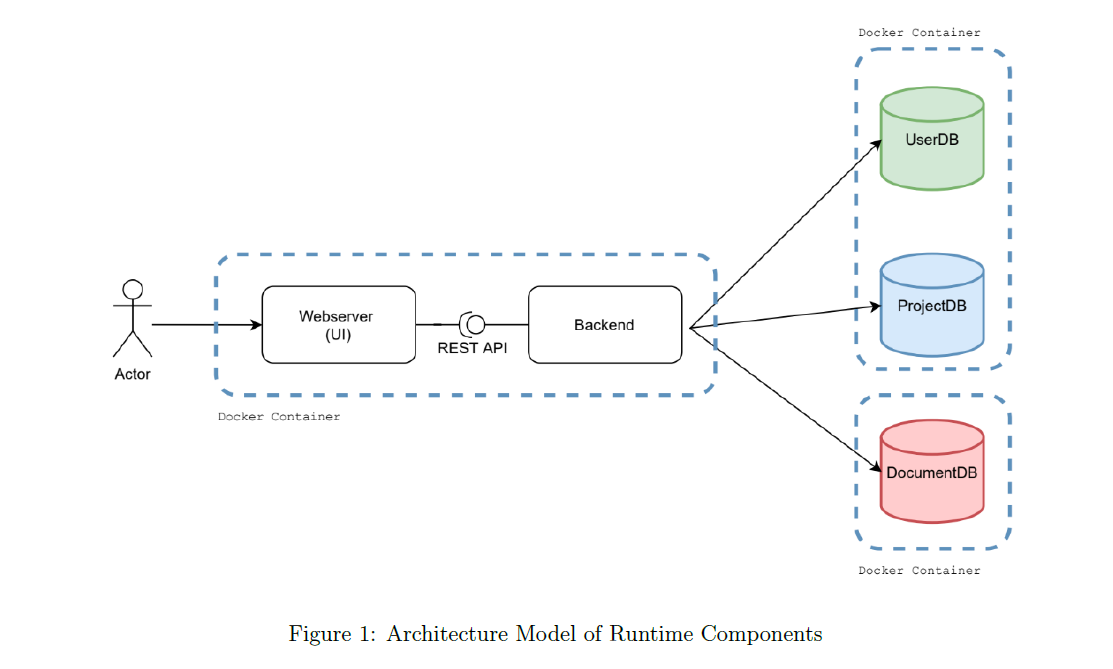 Docker Container
UserDB
ProjectDB
Webserver
(UI)
REST API
Backend
Actor
Docker Container
DocumentDB
Docker Container
Figure 1: Architecture Model of Runtime Components